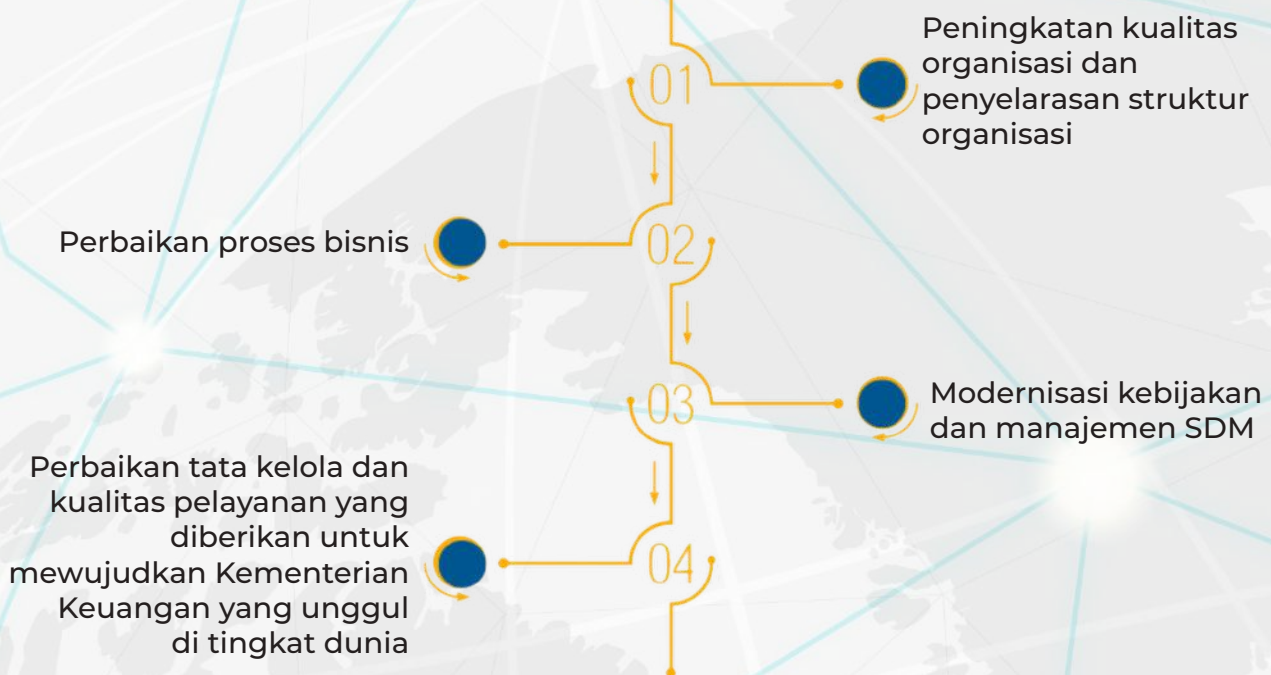 01
Peningkatan kualitas
organisasi dan
penyelarasan struktur
organisasi
Perbaikan proses bisnis
02
03
Modernisasi kebijakan
dan manajemen SDM
Perbaikan tata kelola dan
kualitas pelayanan yang
diberikan untuk
mewujudkan Kementerian
Keuangan yang unggul
di tingkat dunia
04